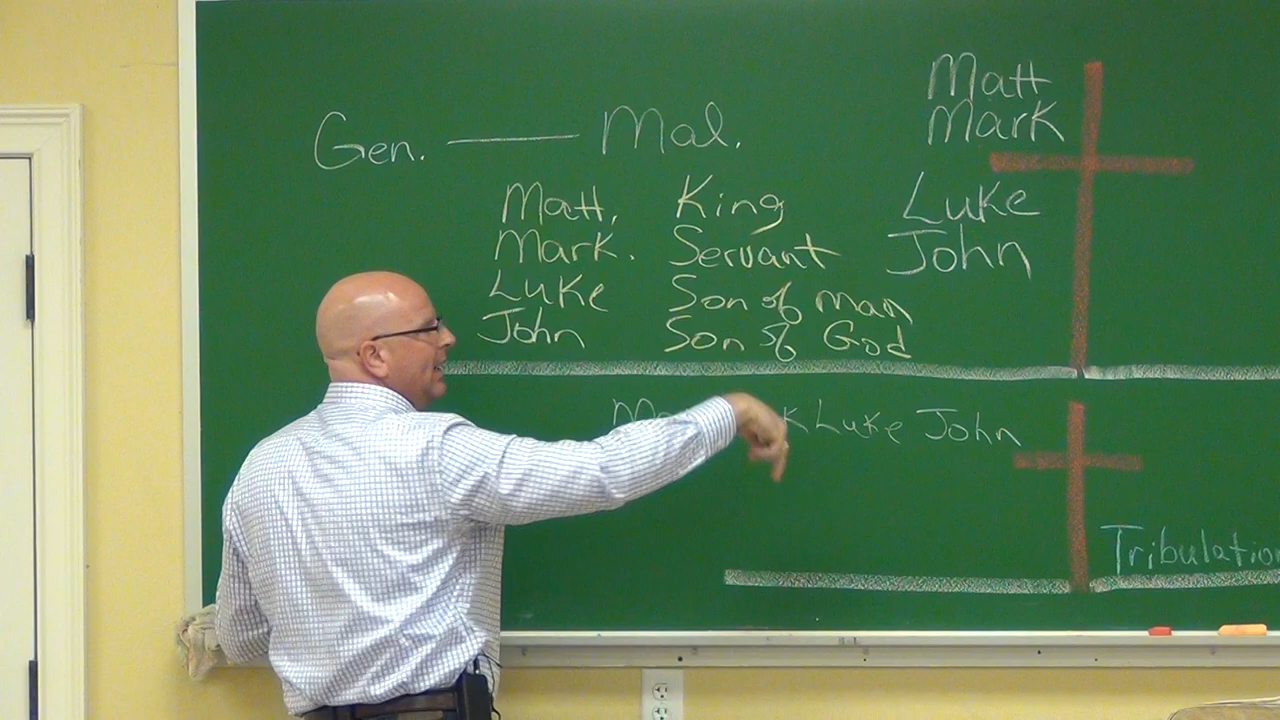 Matt
Mark
Gen. — Mal.
Matt. King
Mark. Servant
Luke Son of man
John Son of God
Luke
John
Luke John